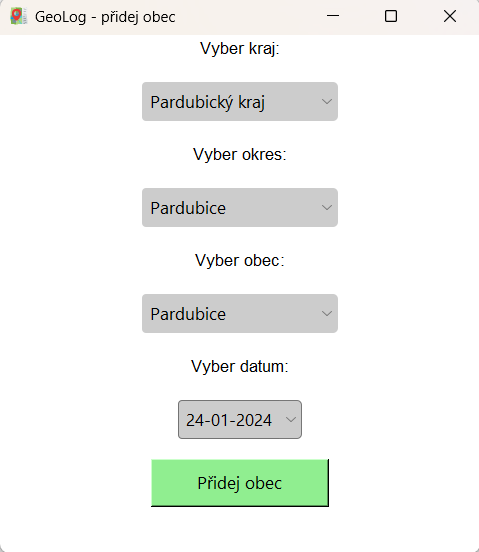 GeoLog - přidej obec
Vyber kraj:
Pardubický kraj
Vyber okres:
Pardubice
Vyber obec:
Pardubice
Vyber datum:
24-01-2024
Přidej obec